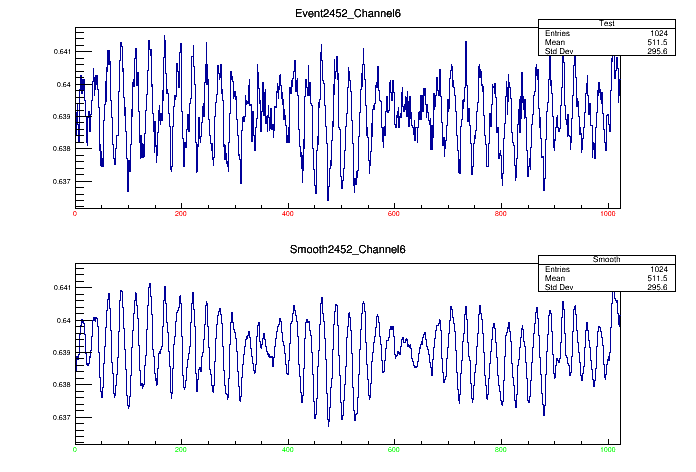 Event2452_Channel6
Test
Entries 1024
Mean 511.5
Std Dev 295.6
0.641
0.64
0.639
0.638
0.637
0 200 400 600 800 1000
Smooth2452_Channel6
Smooth
Entries 1024
Mean 511.5
Std Dev 295.6
0.641
0.64
0.639
0.638
0.637
0 200 400 600 800 1000